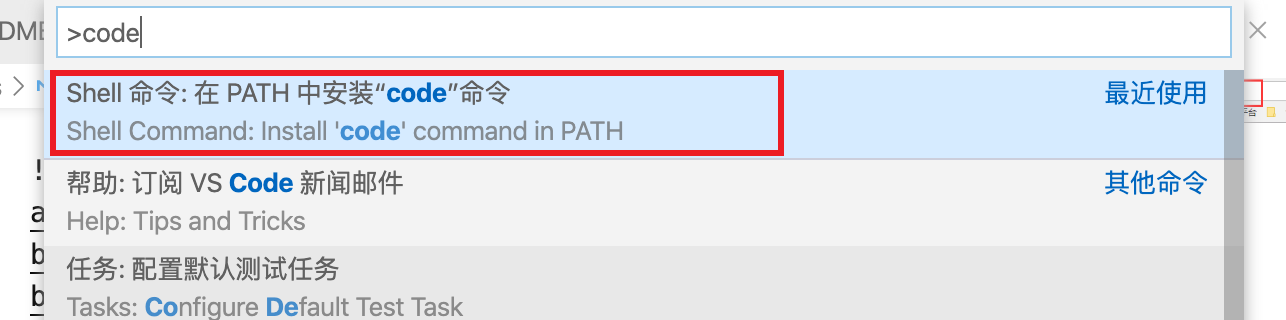 >code
Shell 命令: 在 PATH 中安装“code”命令
最近使用
Shell Command: Install 'code' command in PATH
帮助: 订阅 VS Code 新闻邮件
其他命令
Help: Tips and Tricks
任务: 配置默认测试任务
Tasks: Configure Default Test Task